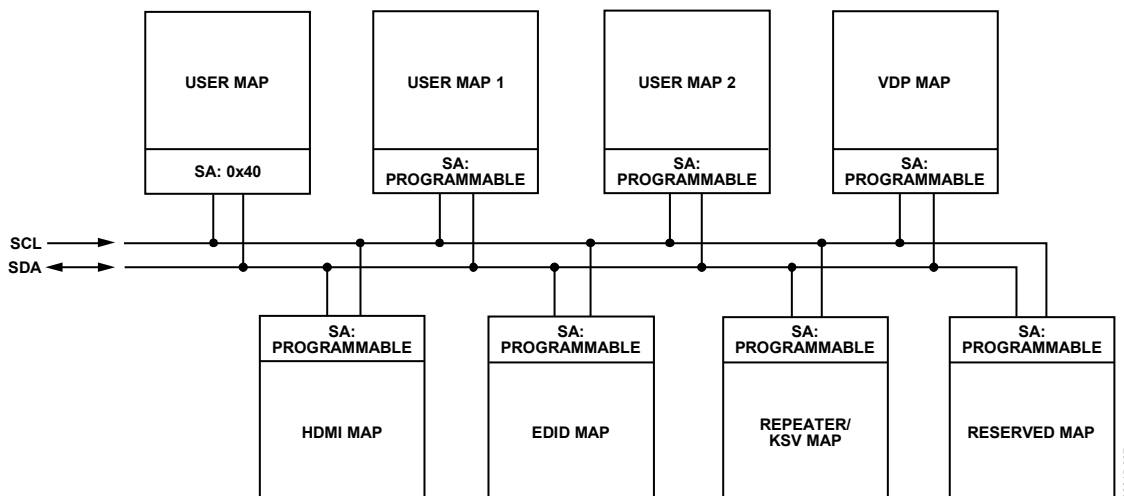 USER MAP
USER MAP 1
USER MAP 2
VDP MAP
SA: 0x40
SA:
PROGRAMMABLE
SA:
PROGRAMMABLE
SA:
PROGRAMMABLE
SCL
SDA
SA:
PROGRAMMABLE
SA:
PROGRAMMABLE
SA:
PROGRAMMABLE
SA:
PROGRAMMABLE
HDMI MAP
EDID MAP
REPEATER/
KSV MAP
RESERVED MAP